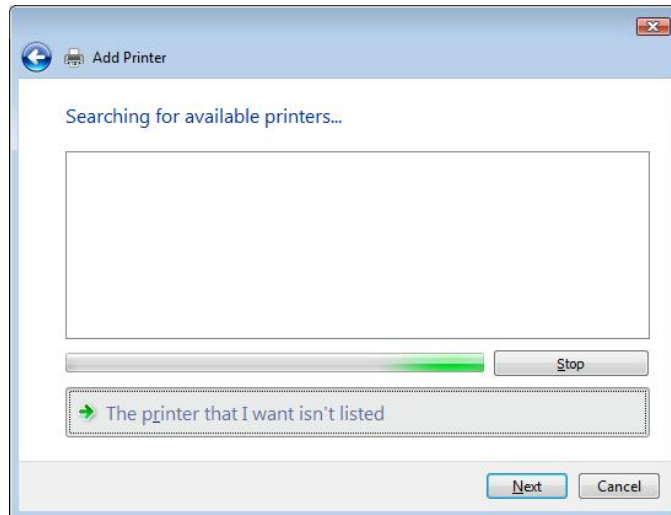 Add Printer
Searching for available printers...
Stop
The printer that I want isn't listed
Next
Cancel